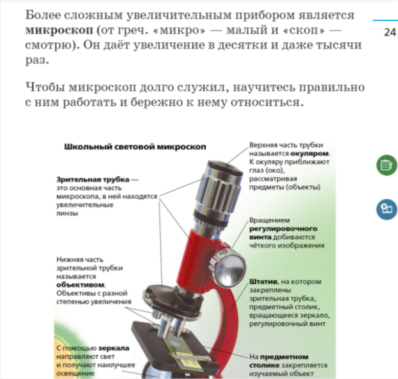 Более сложным увеличительным прибором является
микроскоп (от греч. «микро» — малый и «скоп» —
смотрю). Он даёт увеличение в десятки и даже тысячи
раз.
24
Чтобы микроскоп долго служил, научитесь правильно
с ним работать и бережно к нему относиться.
Школьный световой микроскоп
Верхняя часть трубки
называется окуляром.
К окуляру приближают
глаз (око),
рассматривая
предметы (объекты)
Зрительная трубка —
это основная часть
микроскопа, в ней находятся
увеличительные
линзы
Вращением
регулировочного
винта добиваются
чёткого изображения
Нижняя часть
зрительной трубки
называется
объективом.
Объективы с разной
степенью увеличения
Штатив, на котором
закреплены
зрительная трубка,
предметный столик,
вращающееся зеркало,
регулировочный винт
С помощью зеркала
направляют свет
и получают наилучшее
освещение
На предметном
столике закрепляется
изучаемый объект